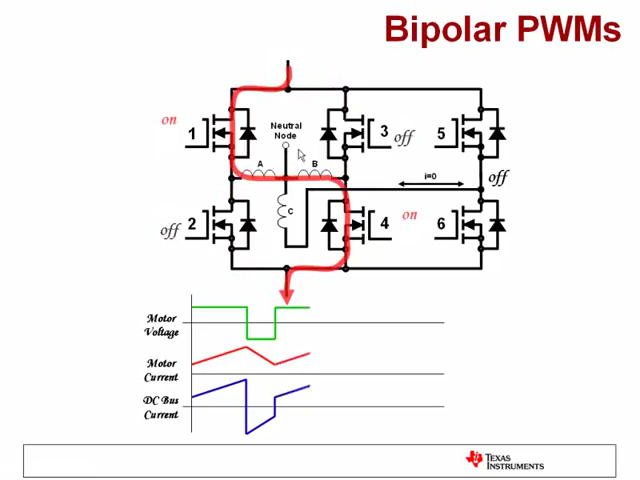 Bipolar PWMs
on
1
Neutral
Node
3
off
5
A
B
i=0
off
C
off
2
4
on
6
Motor
Voltage
Motor
Current
DC Bus
Current
TEXAS
INSTRUMENTS